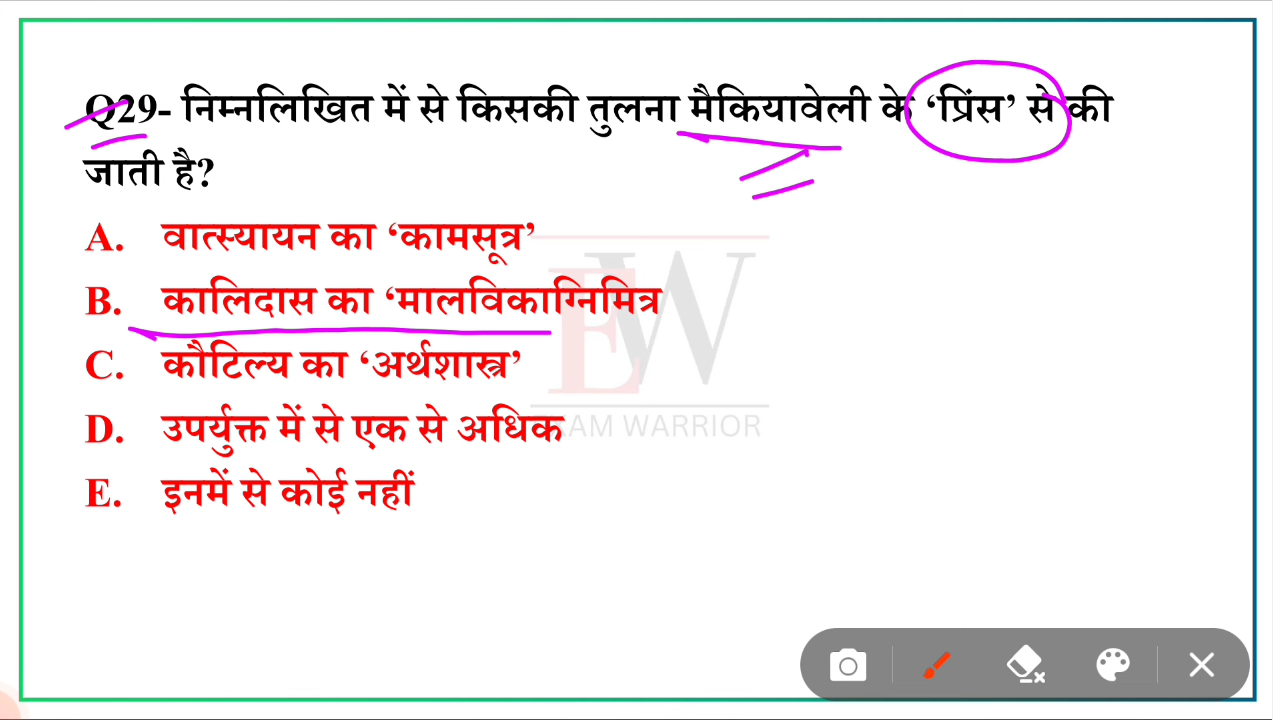 Q29- निम्नलिखित में से किसकी तुलना मैकियावेली के ‘प्रिंस’ से की
जाती है?
A. वात्स्यायन का ‘कामसूत्र’
B. कालिदास का ‘मालविकाग्निमित्र
C. कौटिल्य का ‘अर्थशास्त्र’
D. उपर्युक्त में से एक से अधिक
E. इनमें से कोई नहीं
EW
EXAM WARRIOR